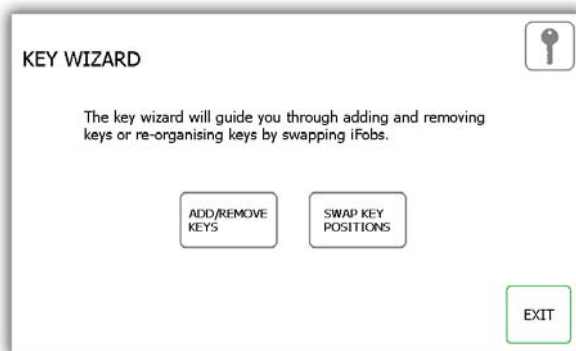 KEY WIZARD
The key wizard will guide you through adding and removing
keys or re-organising keys by swapping iFobs.
ADD/REMOVE
KEYS
SWAP KEY
POSITIONS
EXIT